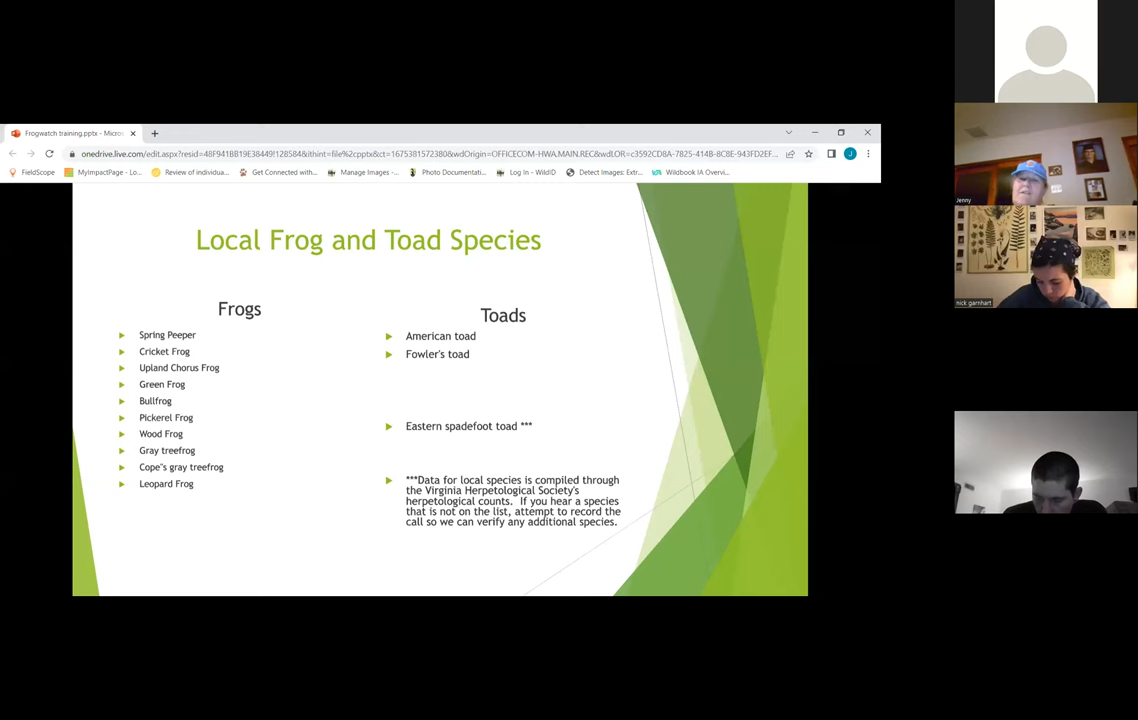 Frogwatch training.pptx - Micros
onedrive.live.com/edit.aspx?resid=48F941BB19E38449!128584&ithint=file%2cpptx&ct=1675381572380&wdOrigin=OFFICECOM-HWA.MAIN.REC&wdLOR=c3592CD8A-7825-414B-8C8E-943FD2EF...
FieldScope
MyImpactPage - Lo...
Review of individua...
Get Connected with...
Manage Images -...
Photo Documentati...
Log In - WildID
Detect Images: Extr...
Wildbook IA Overvi...
Local Frog and Toad Species
Frogs
Spring Peeper
Cricket Frog
Upland Chorus Frog
Green Frog
Bullfrog
Pickerel Frog
Wood Frog
Gray treefrog
Cope"s gray treefrog
Leopard Frog
Toads
American toad
Fowler's toad
Eastern spadefoot toad ***
***Data for local species is compiled through
the Virginia Herpetological Society's
herpetological counts. If you hear a species
that is not on the list, attempt to record the
call so we can verify any additional species.
Jenny
nick garnhart